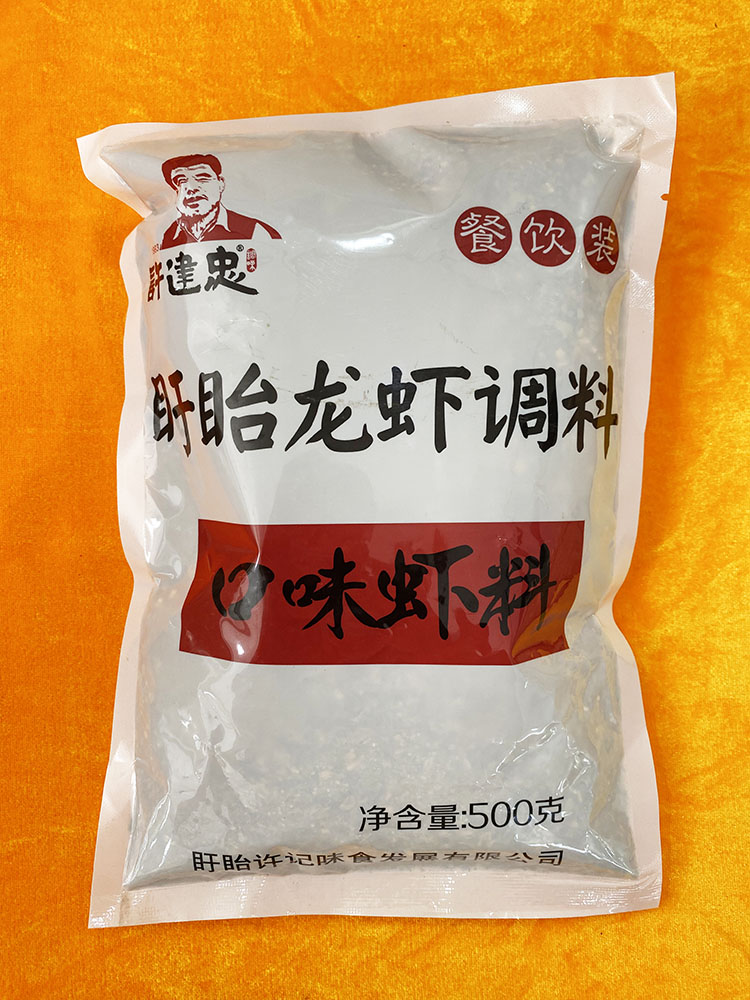 餐饮装
許建忠®
盱眙龙虾调料
口味虾料
净含量:500克
盱眙许记味食发展有限公司